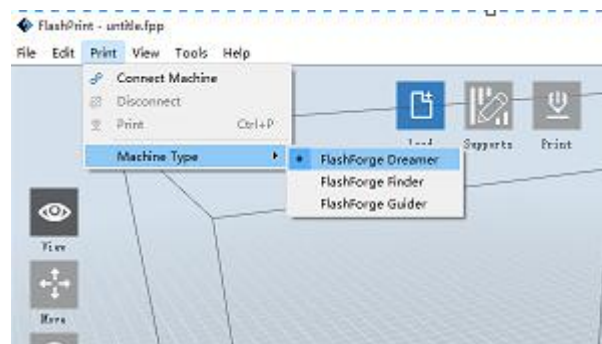 FlashPrint - untitle.fpp
File Edit Print View Tools Help
Connect Machine
Disconnect
Print Ctrl+P
Machine Type
FlashForge Dreamer
FlashForge Finder
FlashForge Guider
Load Supports Print
View
Move